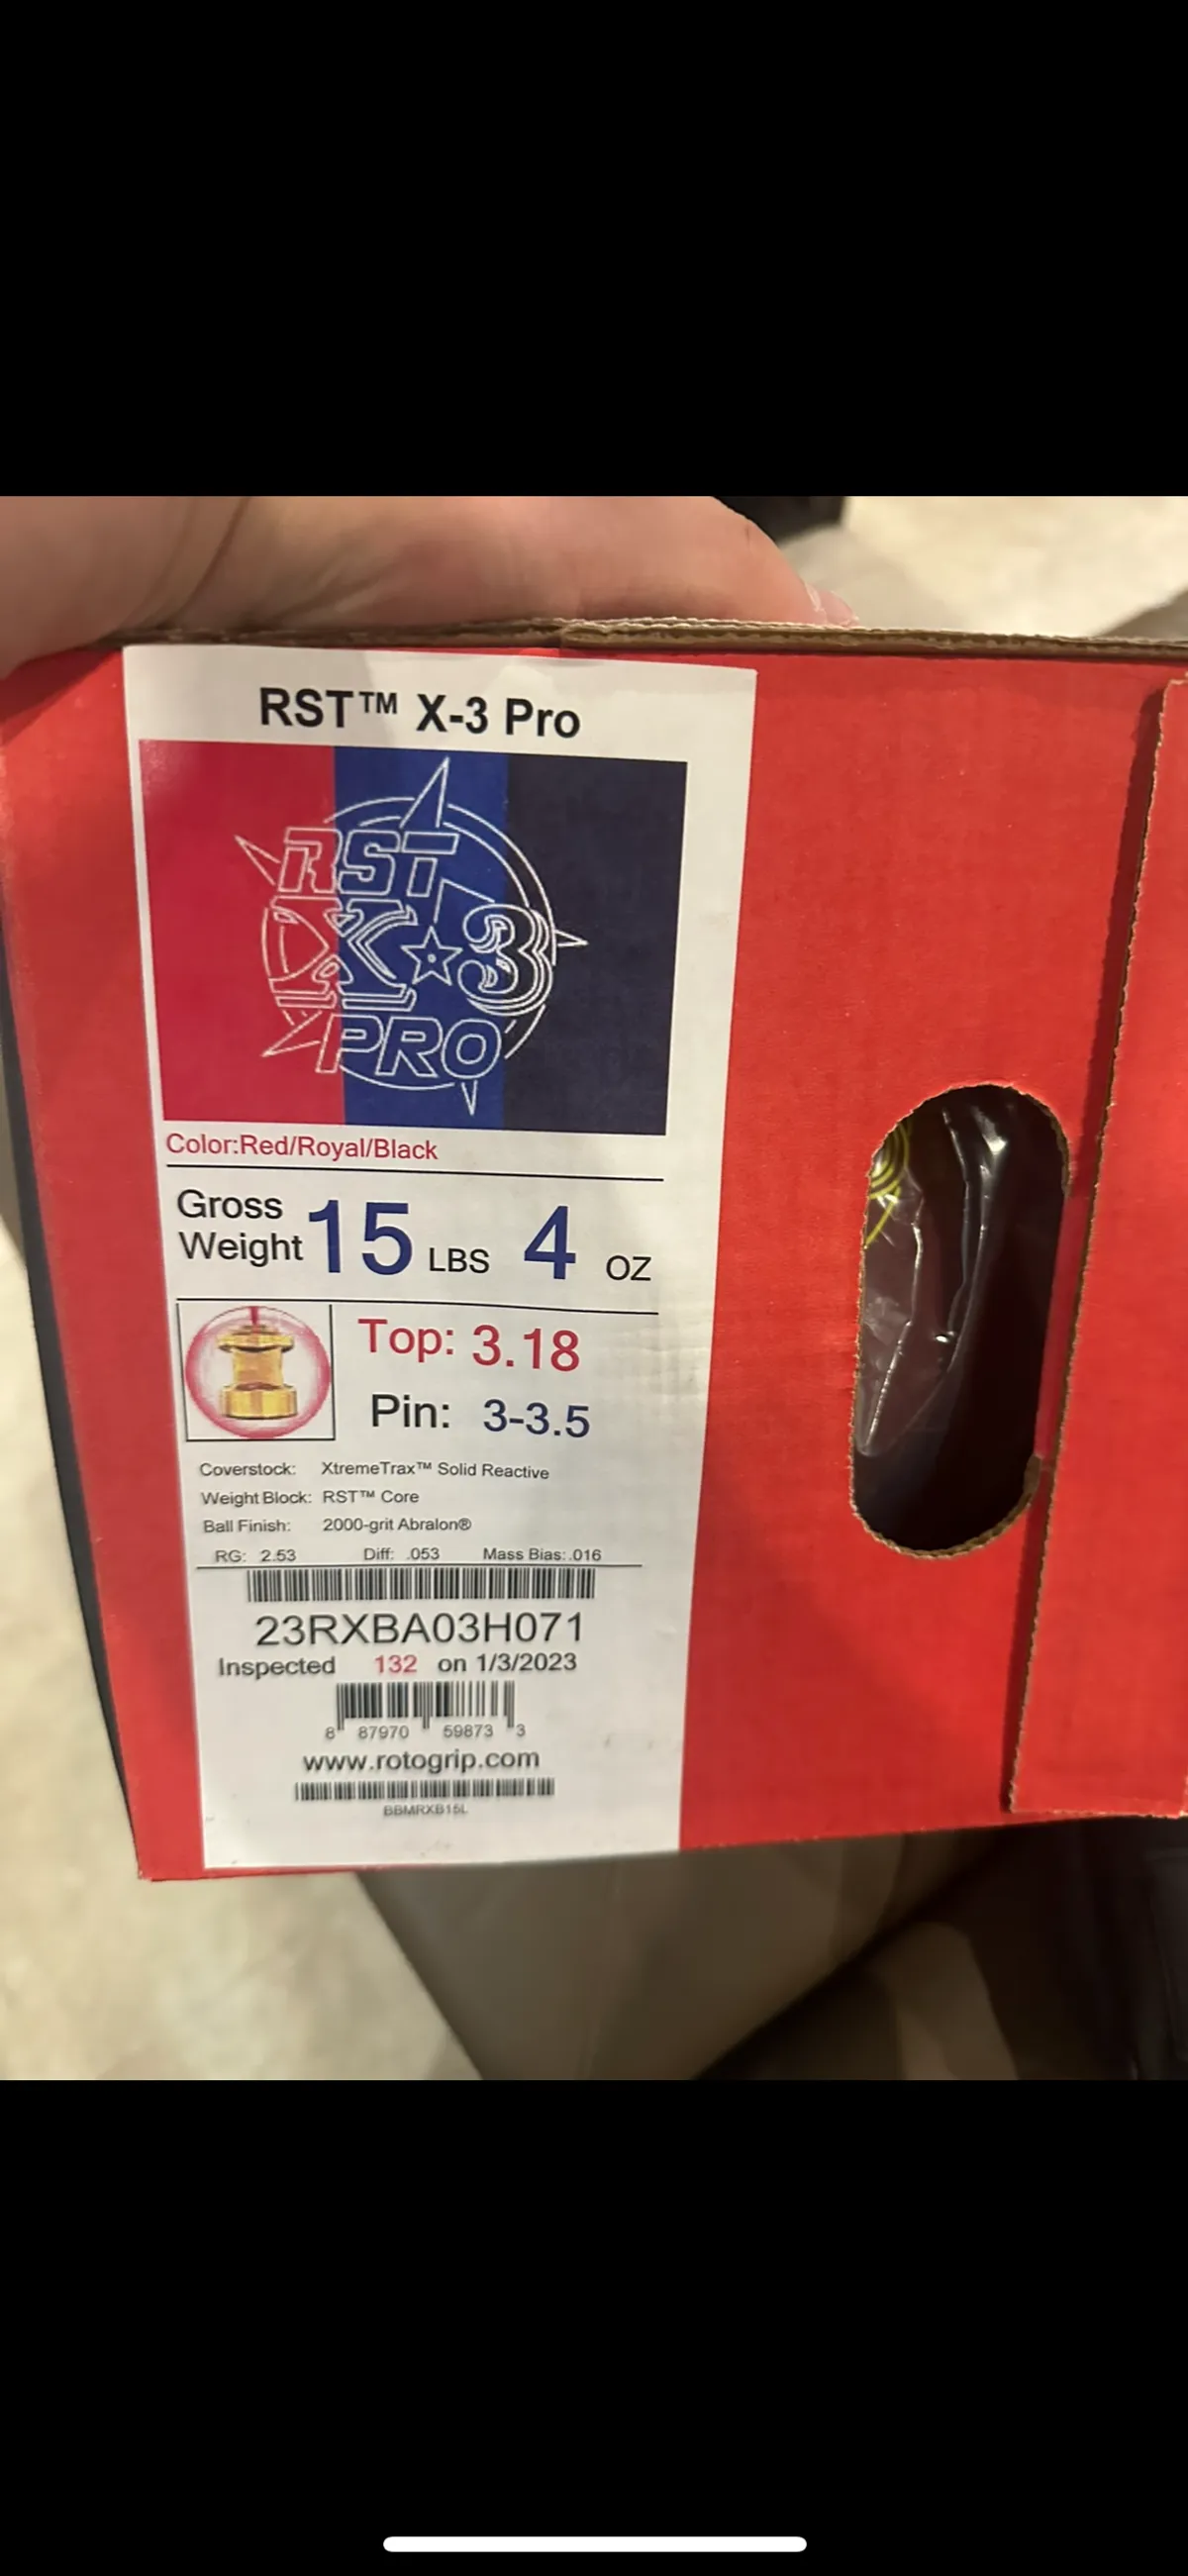 RST™ X-3 Pro
RST
X★3
PRO
Color:Red/Royal/Black
Gross Weight 15 LBS 4 OZ
Top: 3.18
Pin: 3-3.5
Coverstock: XtremeTrax™ Solid Reactive
Weight Block: RST™ Core
Ball Finish: 2000-grit Abralon®
RG: 2.53 Diff: .053 Mass Bias: .016
23RXBA03H071
Inspected 132 on 1/3/2023
8 87970 59873 3
www.rotogrip.com
BBMRXB15L